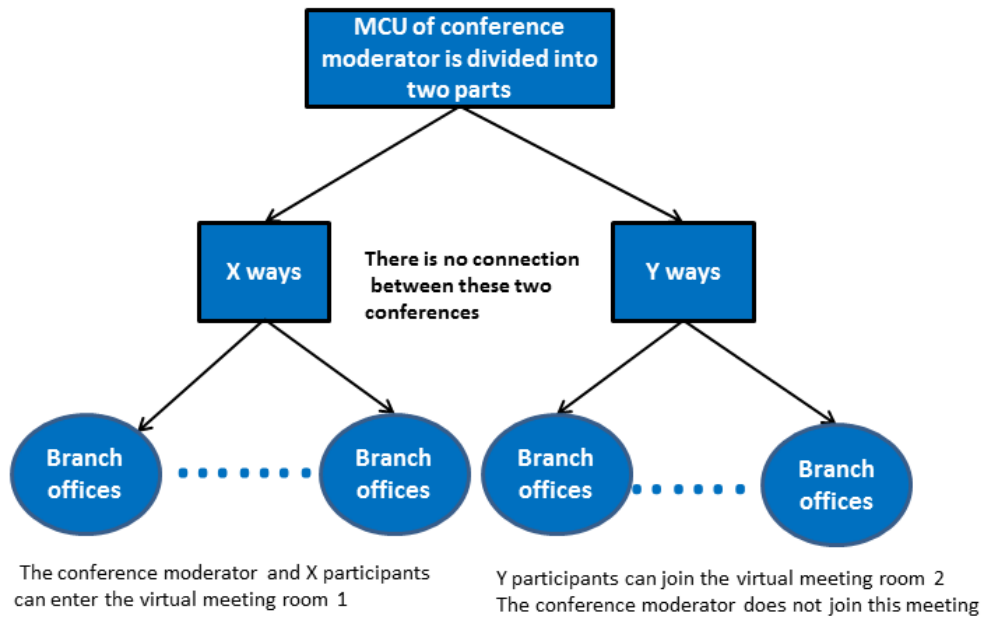 MCU of conference
moderator is divided into
two parts
X ways
There is no connection
between these two
conferences
Y ways
Branch
offices
Branch
offices
Branch
offices
Branch
offices
The conference moderator and X participants
can enter the virtual meeting room 1
Y participants can join the virtual meeting room 2
The conference moderator does not join this meeting